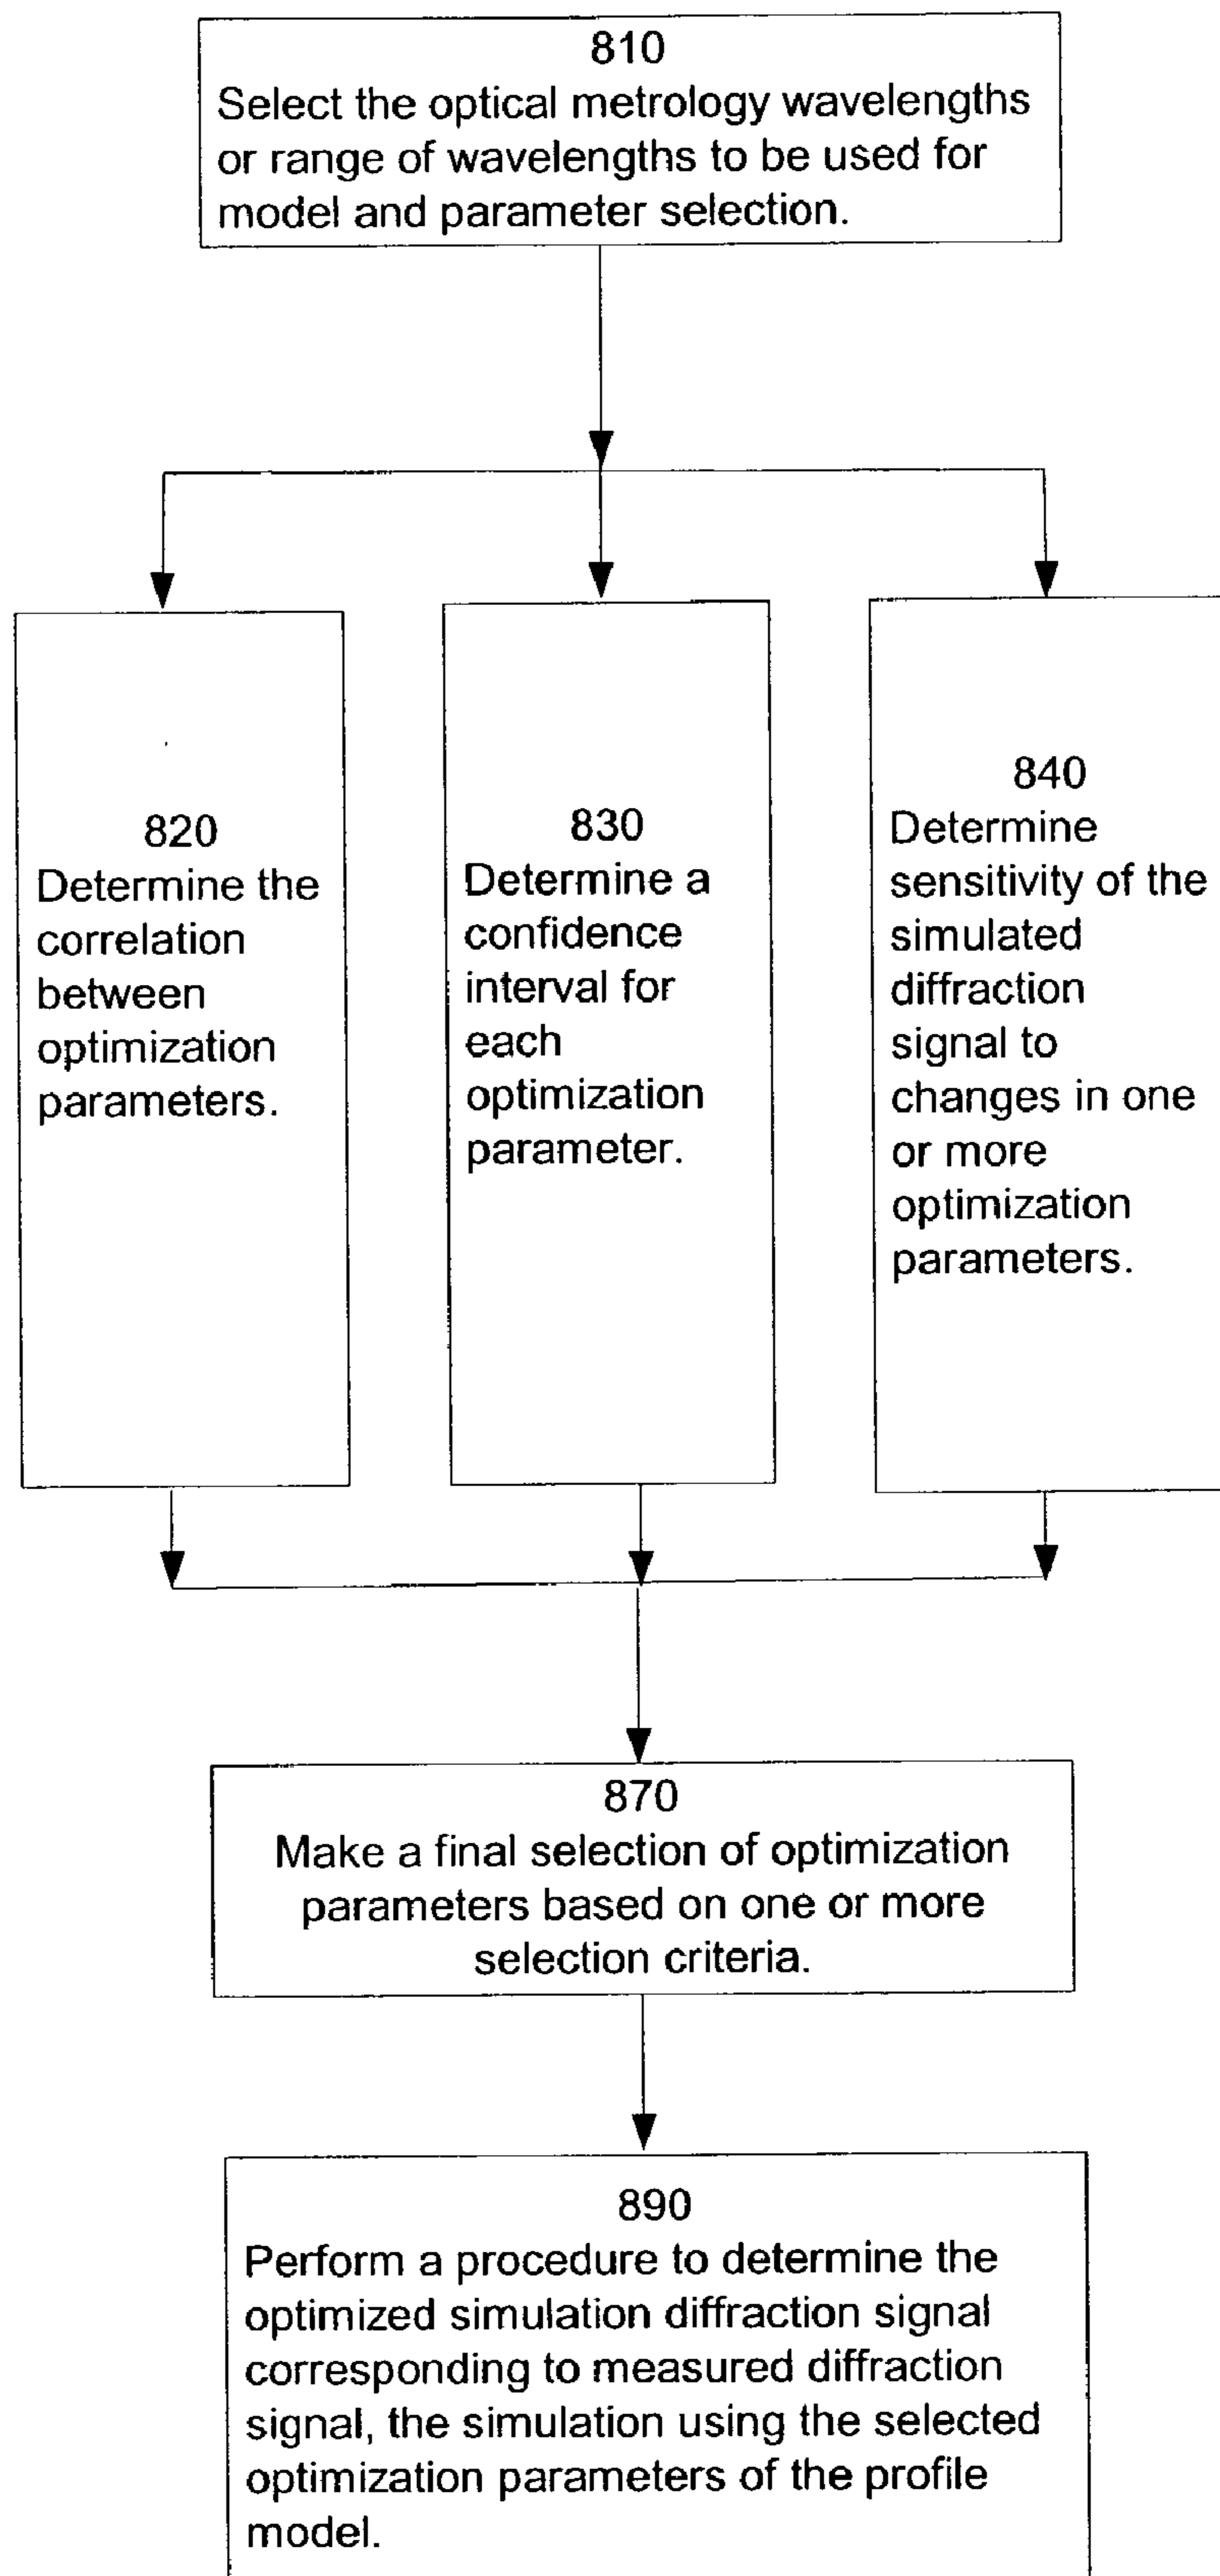 810
Select the optical metrology wavelengths
or range of wavelengths to be used for
model and parameter selection.
820
Determine the
correlation
between
optimization
parameters.
830
Determine a
confidence
interval for
each
optimization
parameter.
840
Determine
sensitivity of the
simulated
diffraction
signal to
changes in one
or more
optimization
parameters.
870
Make a final selection of optimization
parameters based on one or more
selection criteria.
890
Perform a procedure to determine the
optimized simulation diffraction signal
corresponding to measured diffraction
signal, the simulation using the selected
optimization parameters of the profile
model.